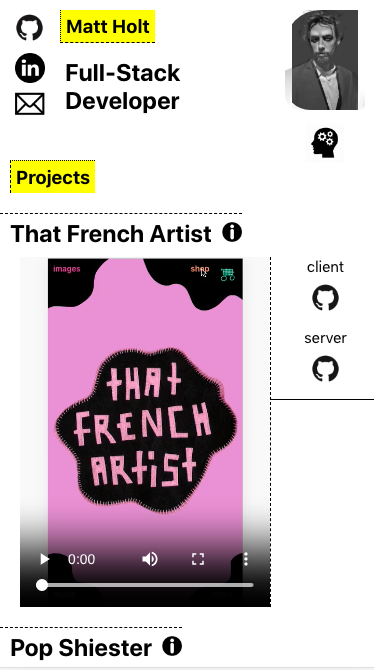 Matt Holt
in
Full-Stack
Developer
Projects
That French Artist i
images
shop
client
server
tHAt
FRENCH
ARtist
0:00
Pop Shiester i